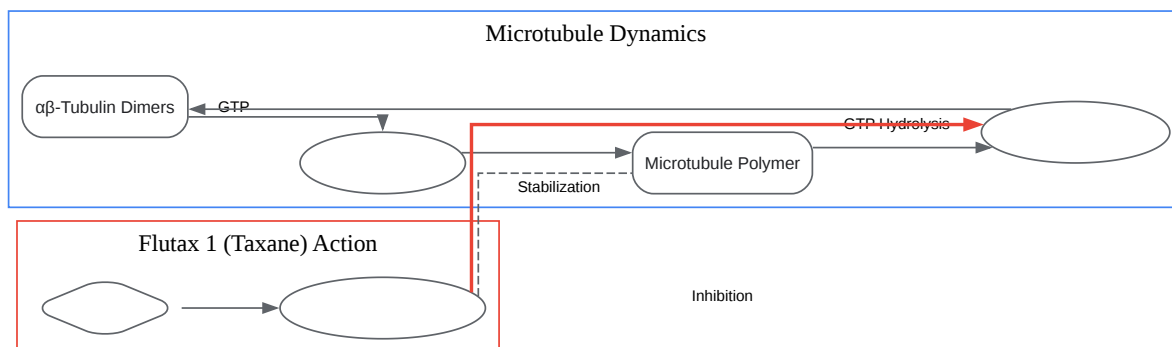 Microtubule Dynamics
αβ-Tubulin Dimers
GTP
GTP Hydrolysis
Microtubule Polymer
Stabilization
Flutax 1 (Taxane) Action
Inhibition